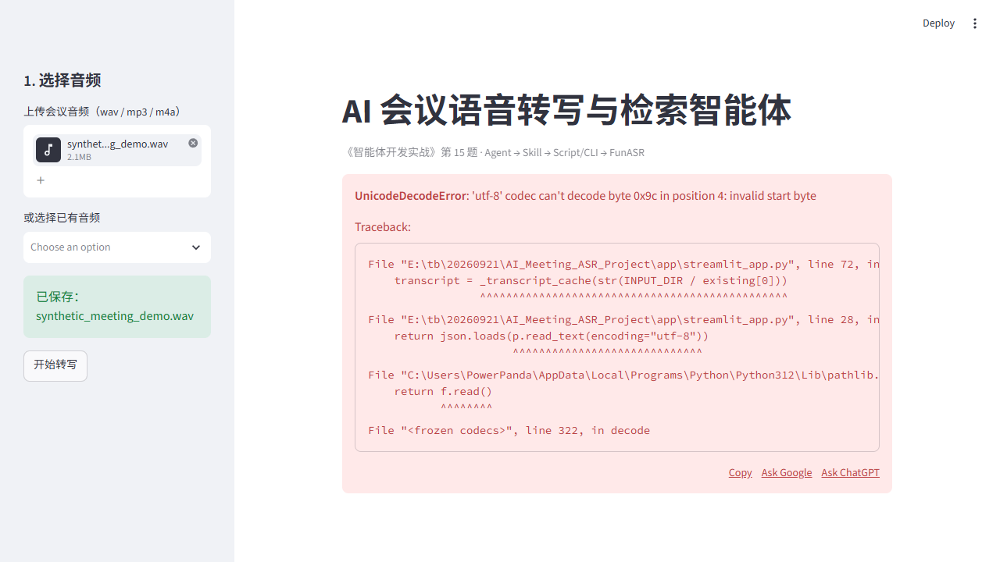 Deploy
1. 选择音频
上传会议音频（wav / mp3 / m4a）
synthet...g_demo.wav
2.1MB
+
或选择已有音频
Choose an option
已保存：
synthetic_meeting_demo.wav
开始转写
AI 会议语音转写与检索智能体
《智能体开发实战》第 15 题 · Agent → Skill → Script/CLI → FunASR
UnicodeDecodeError: 'utf-8' codec can't decode byte 0x9c in position 4: invalid start byte
Traceback:
File "E:\tb\20260921\AI_Meeting_ASR_Project\app\streamlit_app.py", line 72, in
transcript = _transcript_cache(str(INPUT_DIR / existing[0]))
^^^^^^^^^^^^^^^^^^^^^^^^^^^^^^^^^^^^^^^^^^^^^^^
File "E:\tb\20260921\AI_Meeting_ASR_Project\app\streamlit_app.py", line 28, in
return json.loads(p.read_text(encoding="utf-8"))
^^^^^^^^^^^^^^^^^^^^^^^^^^^^^
File "C:\Users\PowerPanda\AppData\Local\Programs\Python\Python312\Lib\pathlib.
return f.read()
^^^^^^^^
File "<frozen codecs>", line 322, in decode
Copy Ask Google Ask ChatGPT